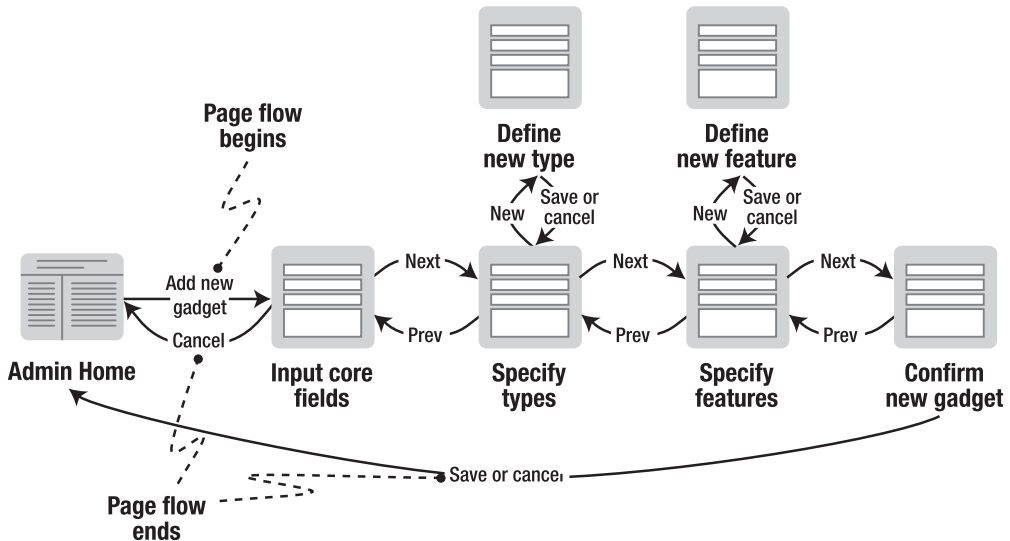 Define
new type
Define
new feature
Page flow
begins
New
Save or
cancel
New
Save or
cancel
Add new
gadget
Cancel
Next
Prev
Next
Prev
Next
Prev
Admin Home
Input core
fields
Specify
types
Specify
features
Confirm
new gadget
Save or cancel
Page flow
ends